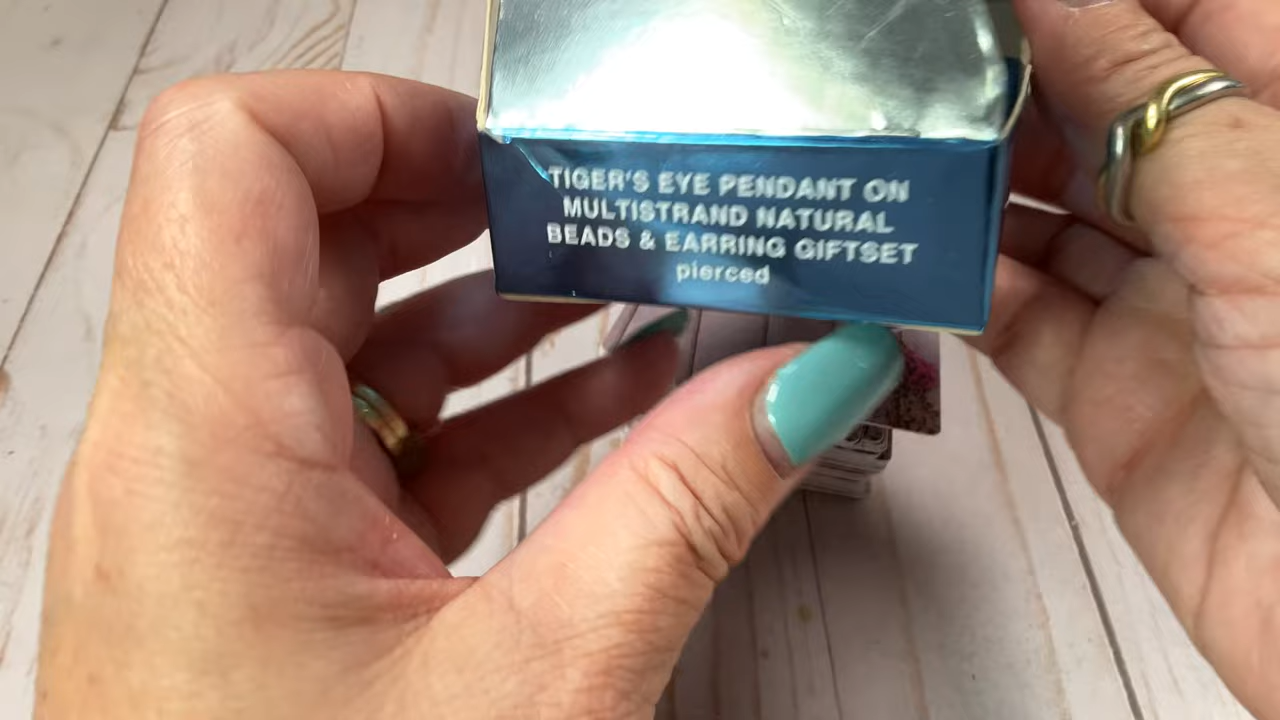 TIGER'S EYE PENDANT ON
MULTISTRAND NATURAL
BEADS & EARRING GIFTSET
pierced